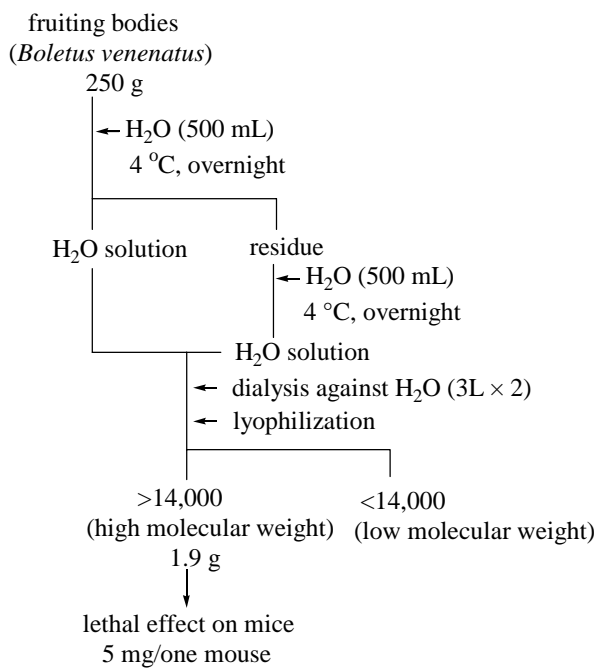 fruiting bodies
(Boletus venenatus)
250 g
H₂O (500 mL)
4 °C, overnight
H₂O solution
residue
H₂O (500 mL)
4 °C, overnight
H₂O solution
dialysis against H₂O (3L × 2)
lyophilization
>14,000
(high molecular weight)
1.9 g
<14,000
(low molecular weight)
lethal effect on mice
5 mg/one mouse